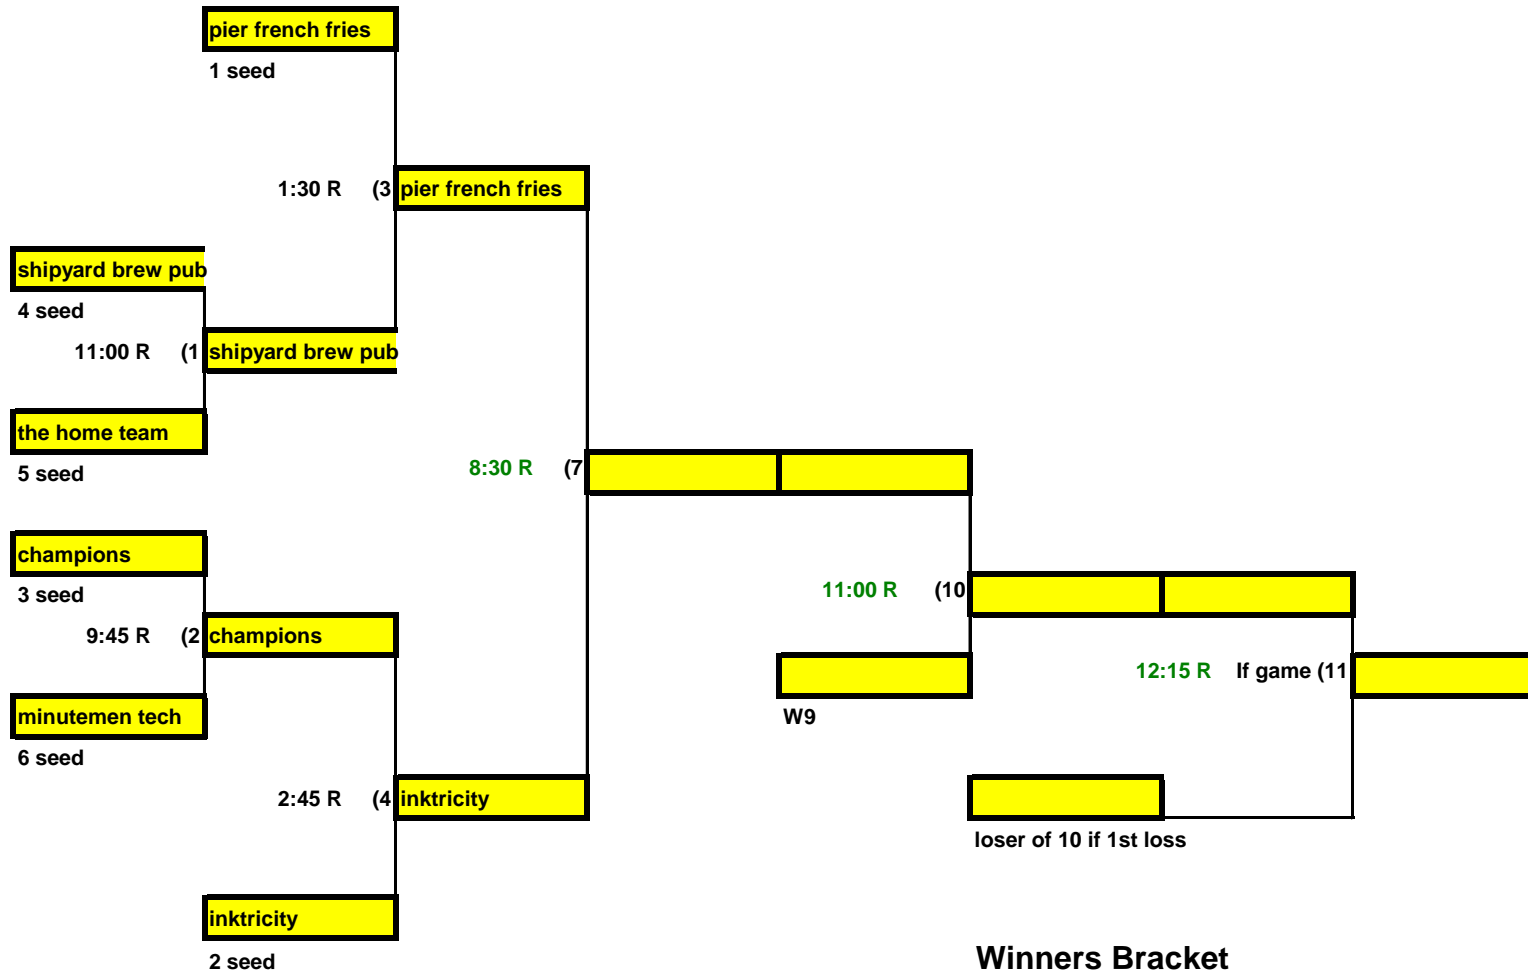 pier french fries
1 seed
1:30 R (3 pier french fries
shipyard brew pub
4 seed
11:00 R (1 shipyard brew pub
the home team
5 seed
8:30 R (7
champions
3 seed
11:00 R (10
9:45 R (2 champions
12:15 R If game (11
minutemen tech
W9
6 seed
2:45 R (4 inktricity
loser of 10 if 1st loss
inktricity
2 seed
Winners Bracket